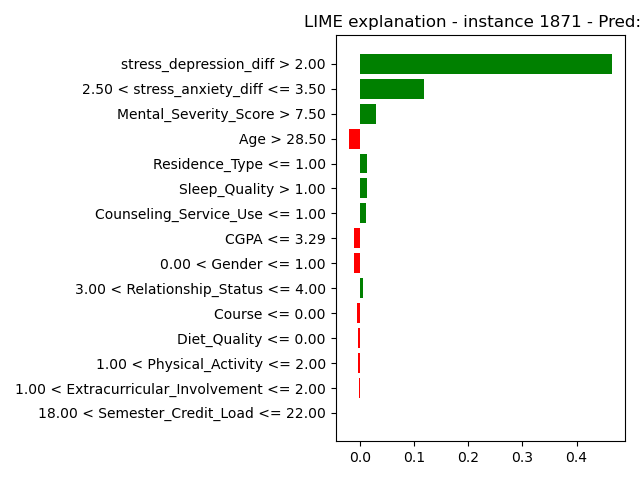 LIME explanation - instance 1871 - Pred:
stress_depression_diff > 2.00
2.50 < stress_anxiety_diff <= 3.50
Mental_Severity_Score > 7.50
Age > 28.50
Residence_Type <= 1.00
Sleep_Quality > 1.00
Counseling_Service_Use <= 1.00
CGPA <= 3.29
0.00 < Gender <= 1.00
3.00 < Relationship_Status <= 4.00
Course <= 0.00
Diet_Quality <= 0.00
1.00 < Physical_Activity <= 2.00
1.00 < Extracurricular_Involvement <= 2.00
18.00 < Semester_Credit_Load <= 22.00
0.0 0.1 0.2 0.3 0.4